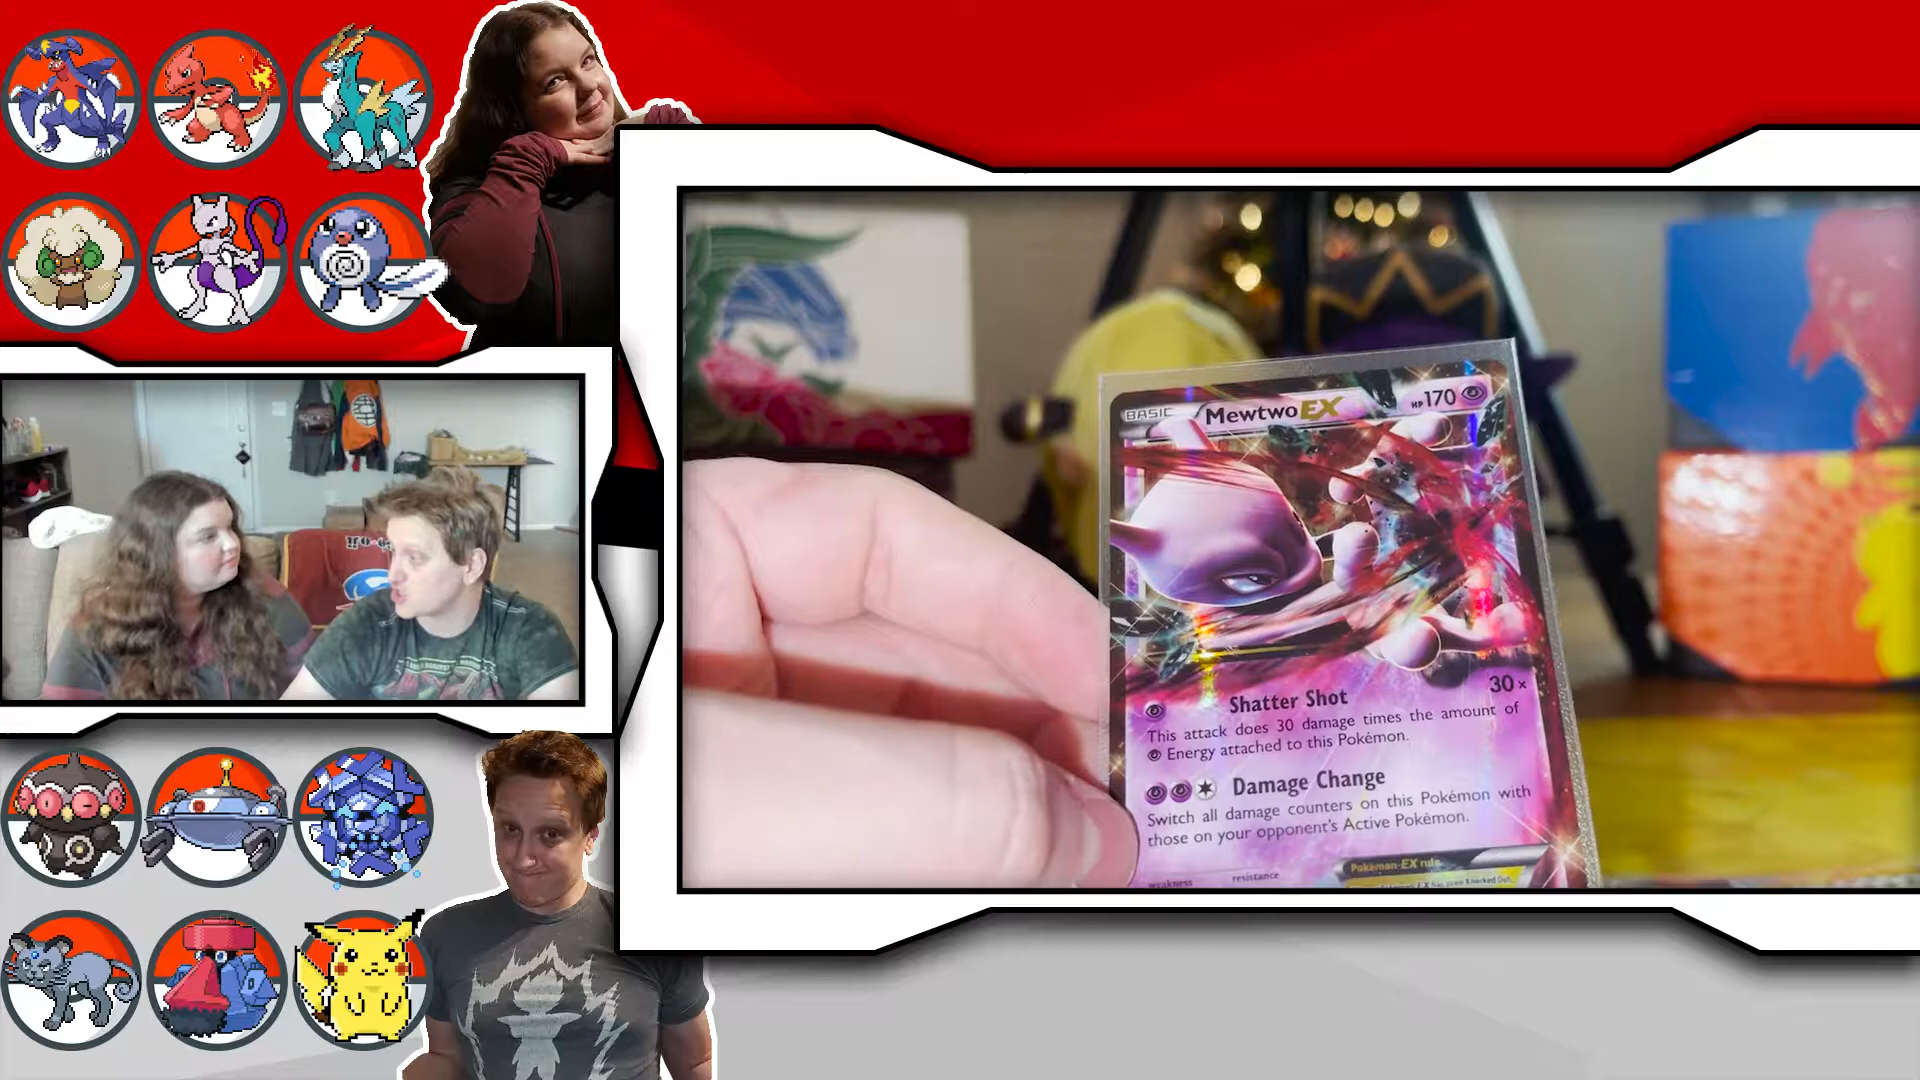 BASIC MewtwoEX HP170
Shatter Shot 30×
This attack does 30 damage times the amount of
Energy attached to this Pokémon.
Damage Change
Switch all damage counters on this Pokémon with
those on your opponent's Active Pokémon.
Pokémon-EX rule
weakness resistance